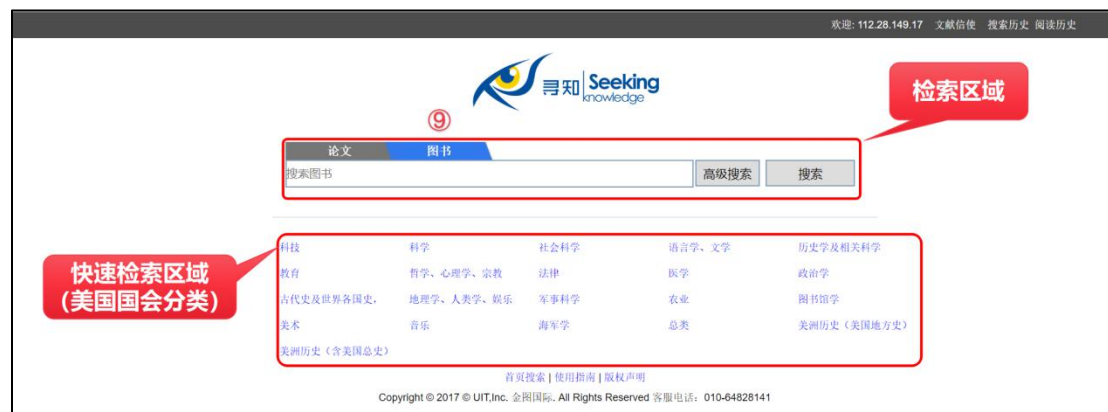 欢迎: 112.28.149.17 文献信使 搜索历史 阅读历史
寻知 Seeking knowledge
检索区域
⑨
论文 图书
搜索图书 高级搜索 搜索
科技 科学 社会科学 语言学、文学 历史学及相关科学
教育 哲学、心理学、宗教 法律 医学 政治学
快速检索区域
(美国国会分类)
古代史及世界各国史, 地理学、人类学、娱乐 军事科学 农业 图书馆学
美术 音乐 海军学 总类 美洲历史(美国地方史)
美洲历史(含美国总史)
首页搜索 | 使用指南 | 版权声明
Copyright © 2017 © UIT,Inc. 金图国际. All Rights Reserved 客服电话: 010-64828141